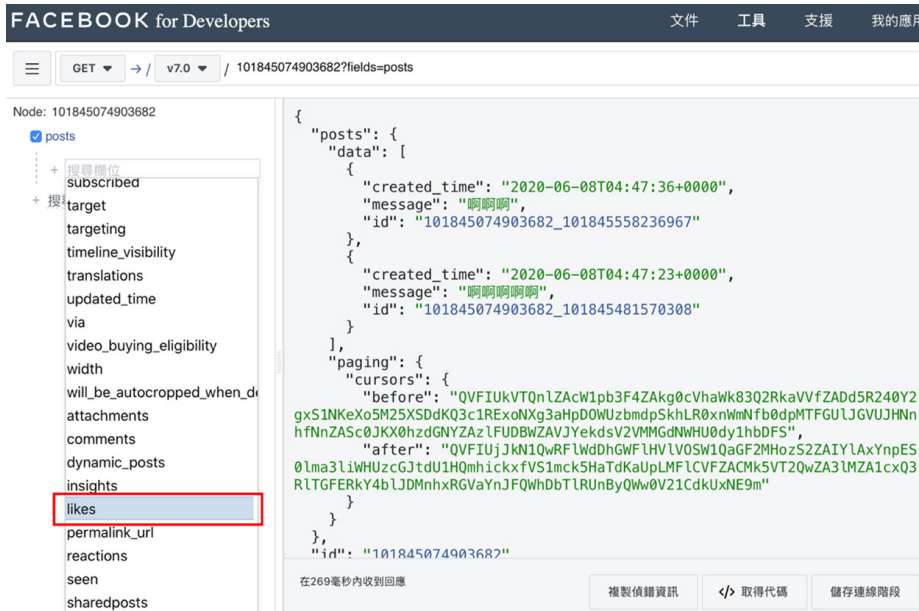 FACEBOOK for Developers
文件 工具 支援 我的應用
GET → / v7.0 / 101845074903682?fields=posts
Node: 101845074903682
posts
+ 搜尋欄位
+ 搜尋
subscribed
target
targeting
timeline_visibility
translations
updated_time
via
video_buying_eligibility
width
will_be_autocropped_when_de
attachments
comments
dynamic_posts
insights
likes
permalink_url
reactions
seen
sharedposts
{
"posts": {
"data": [
{
"created_time": "2020-06-08T04:47:36+0000",
"message": "啊啊啊",
"id": "101845074903682_101845558236967"
},
{
"created_time": "2020-06-08T04:47:23+0000",
"message": "啊啊啊啊啊",
"id": "101845074903682_101845481570308"
}
],
"paging": {
"cursors": {
"before": "QVFIUkVTQnlZAcW1pb3F4ZAkg0cVhaWk83Q2RkaVVfZADd5R240Y2
gxS1NKeXo5M25XSDdKQ3c1RExoNXg3aHpDOWUzbmdpSkhLR0xnWmNfb0dpMTFGUlJGVUJHNn
hfNnZASc0JKX0hzdGNYZAzlFUDBWZAVJYekdsV2VMMGdNWHU0dy1hbDFS",
"after": "QVFIUjJkN1QwRFlWdDhGWFlHVlVOSW1QaGF2MHozS2ZAIYlAxYnpES
0lma3liWHUzcGJtdU1HQmhickxfVS1mck5HaTdKaUpLMFlCVFZACMk5VT2QwZA3lMZA1cxQ3
RlTGFERkY4blJDMnhxRGVaYnJFQWhDbTlRUnByQWw0V21CdkUxNE9m"
}
}
},
"id": "101845074903682"
在269毫秒內收到回應
複製偵錯資訊 </> 取得代碼 儲存連線階段